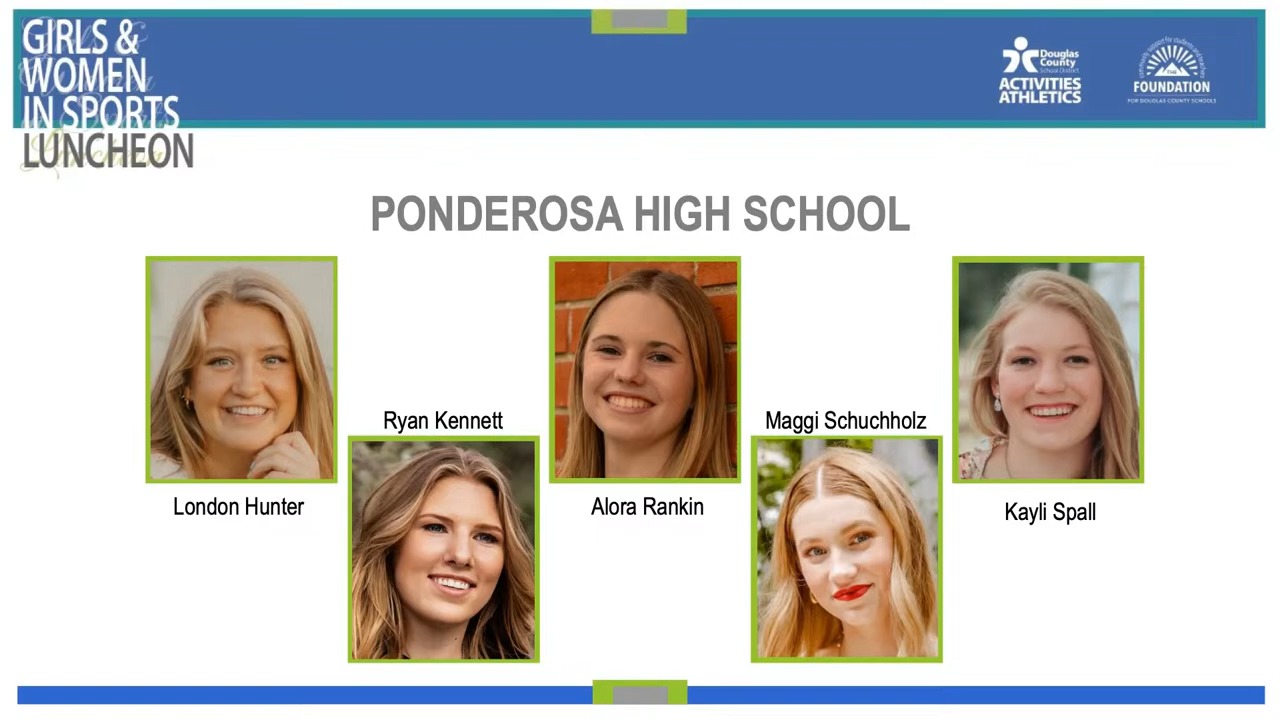 GIRLS &
WOMEN
IN SPORTS
LUNCHEON
Douglas
County
School District
ACTIVITIES
ATHLETICS
THE
FOUNDATION
FOR DOUGLAS COUNTY SCHOOLS
PONDEROSA HIGH SCHOOL
Ryan Kennett
Maggi Schuchholz
London Hunter
Alora Rankin
Kayli Spall